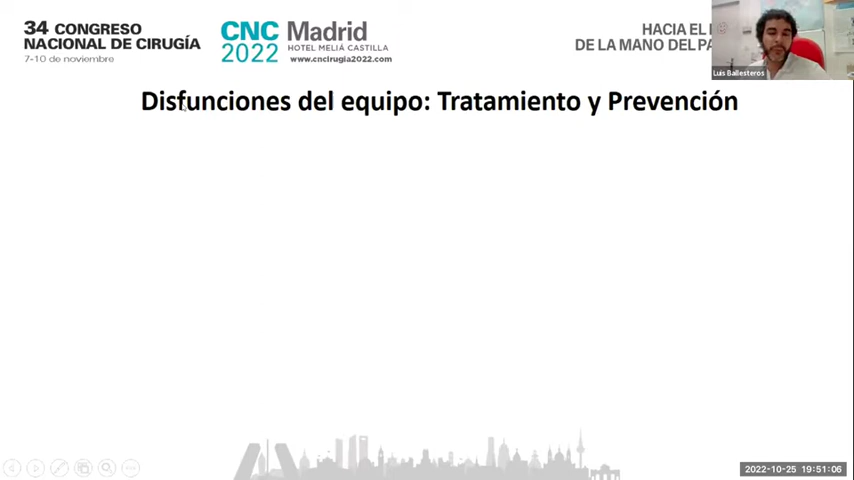 34 CONGRESO
NACIONAL DE CIRUGÍA
7-10 de noviembre
CNC
2022
Madrid
HOTEL MELIÁ CASTILLA
www.cncirugia2022.com
HACIA EL
DE LA MANO DEL
Luis Ballesteros
Disfunciones del equipo: Tratamiento y Prevención
2022-10-25 19:51:06